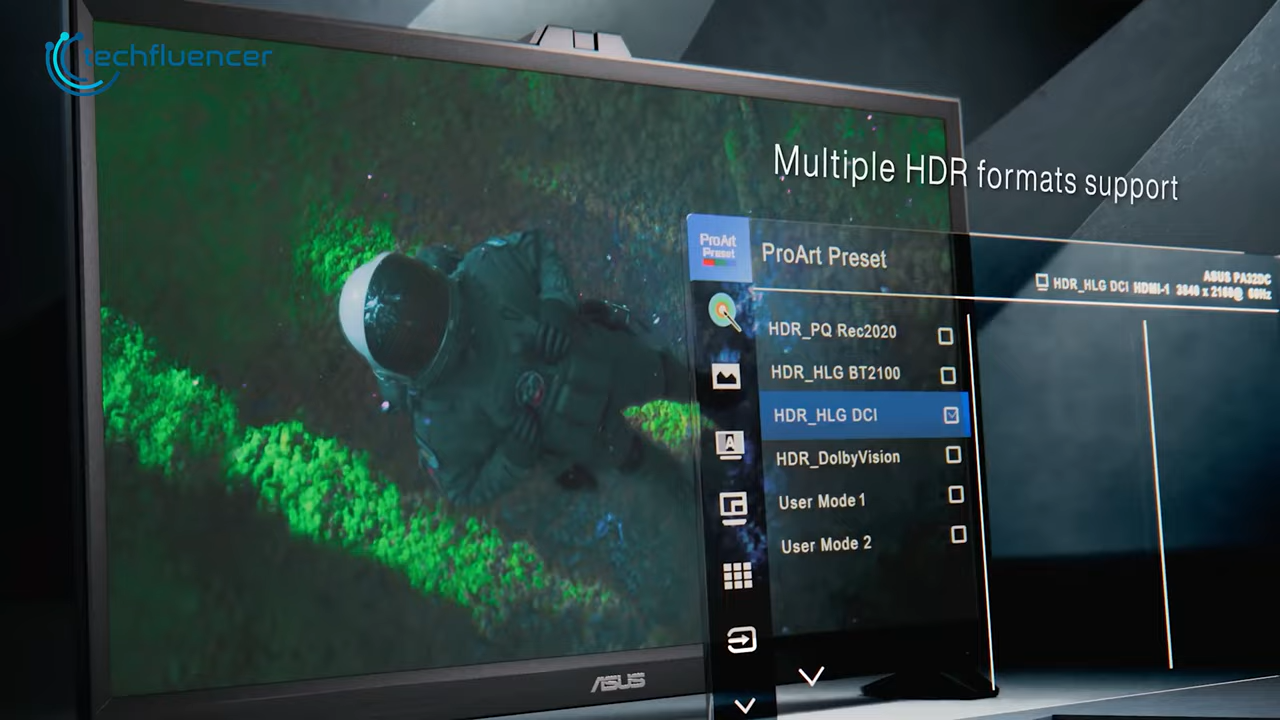 techfluencer
Multiple HDR formats support
ProArt
Preset
ProArt Preset
ASUS PA32DC
HDR_HLG DCI HDMI-1 3840 x 2160@ 60Hz
HDR_PQ Rec2020
HDR_HLG BT2100
HDR_HLG DCI
HDR_DolbyVision
A
User Mode 1
User Mode 2
ASUS